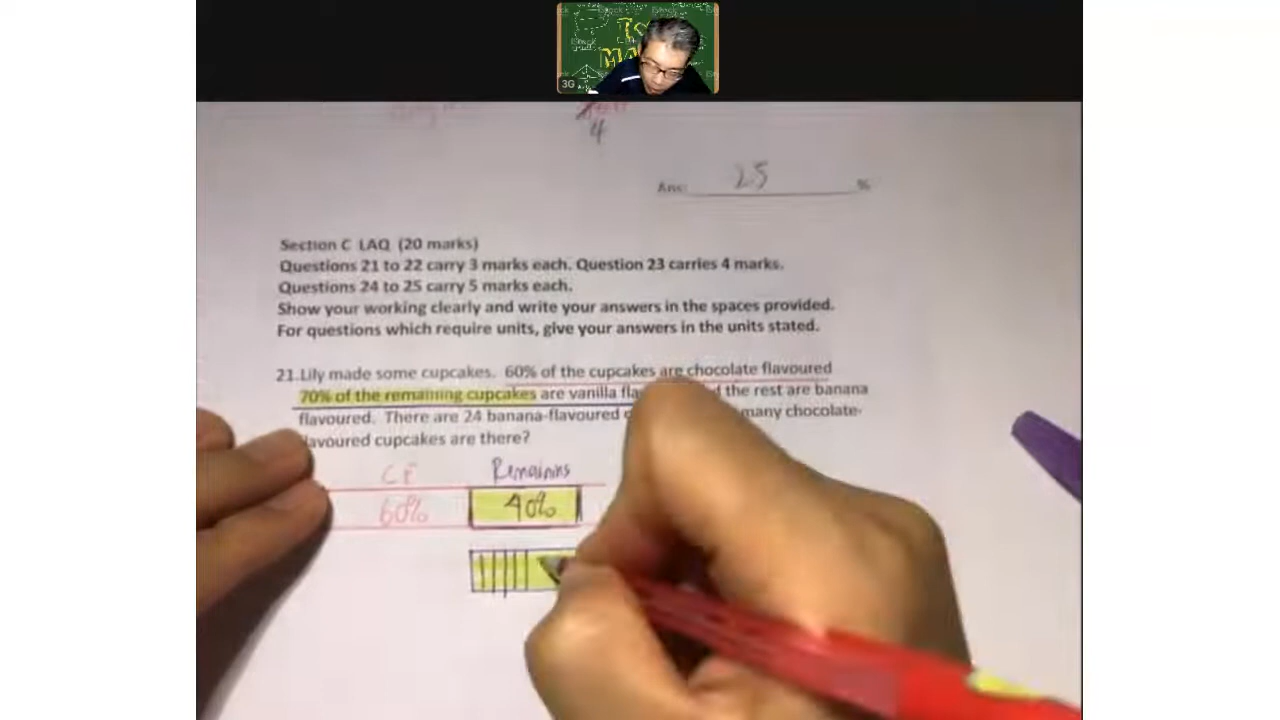 3G
4
Ans: 25 %
Section C LAQ (20 marks)
Questions 21 to 22 carry 3 marks each. Question 23 carries 4 marks.
Questions 24 to 25 carry 5 marks each.
Show your working clearly and write your answers in the spaces provided.
For questions which require units, give your answers in the units stated.
21. Lily made some cupcakes. 60% of the cupcakes are chocolate flavoured
70% of the remaining cupcakes are vanilla the rest are banana
flavoured. There are 24 banana-flavoured many chocolate-
flavoured cupcakes are there?
CF Remaining
60% 40%